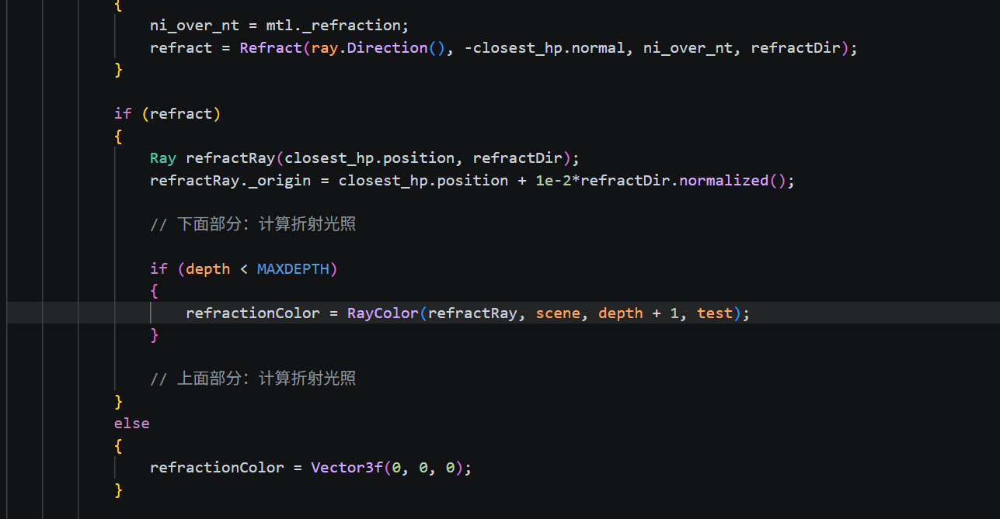 {
ni_over_nt = mtl._refraction;
refract = Refract(ray.Direction(), -closest_hp.normal, ni_over_nt, refractDir);
}
if (refract)
{
Ray refractRay(closest_hp.position, refractDir);
refractRay._origin = closest_hp.position + 1e-2*refractDir.normalized();
// 下面部分：计算折射光照
if (depth < MAXDEPTH)
{
refractionColor = RayColor(refractRay, scene, depth + 1, test);
}
// 上面部分：计算折射光照
}
else
{
refractionColor = Vector3f(0, 0, 0);
}